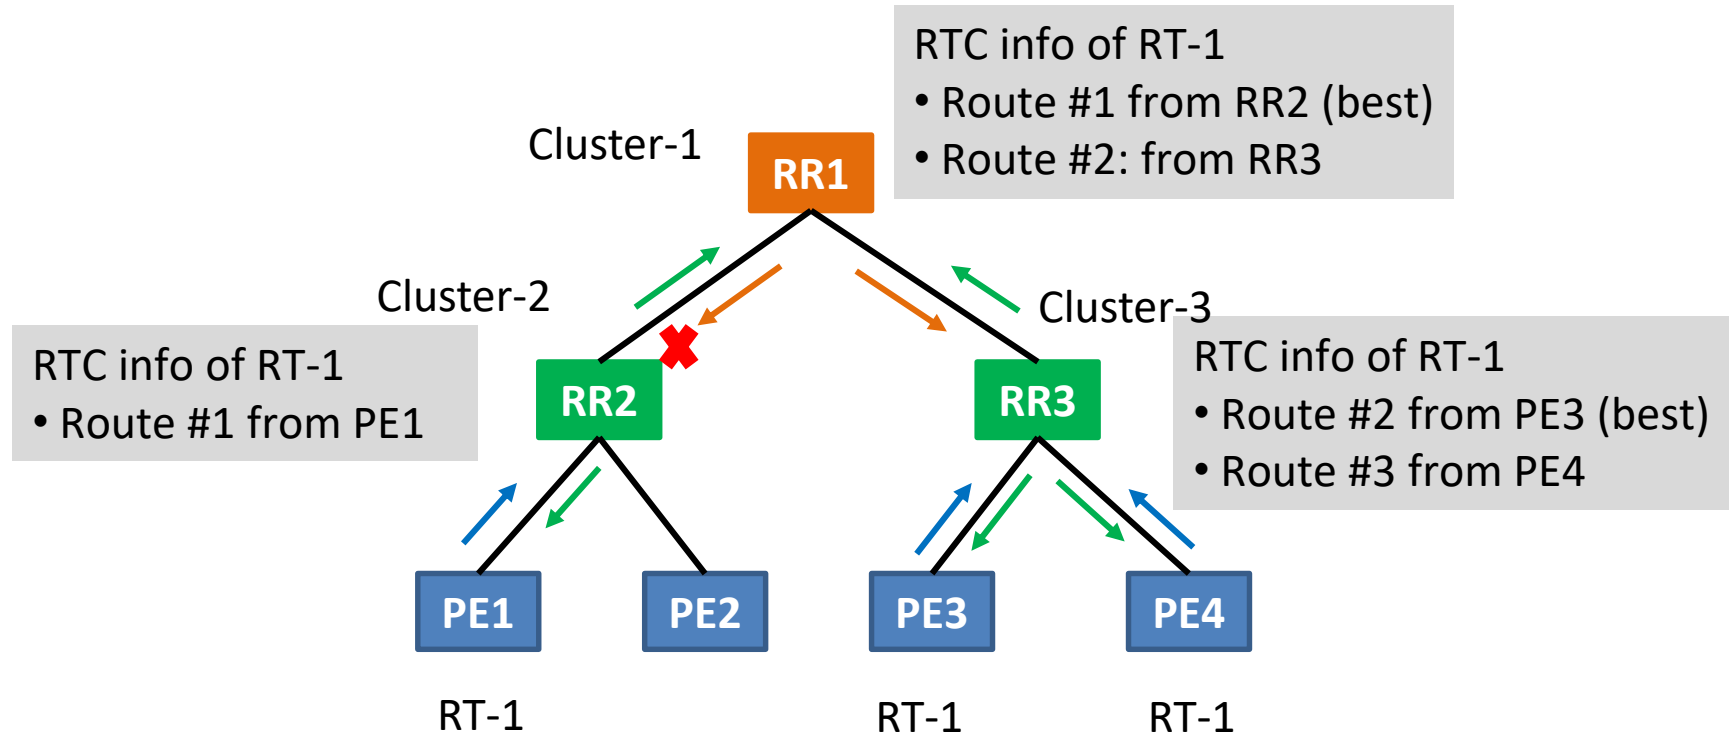 RTC info of RT-1
• Route #1 from RR2 (best)
• Route #2: from RR3
Cluster-1
RR1
Cluster-2
Cluster-3
RTC info of RT-1
• Route #1 from PE1
RR2
RR3
RTC info of RT-1
• Route #2 from PE3 (best)
• Route #3 from PE4
PE1
PE2
PE3
PE4
RT-1
RT-1
RT-1